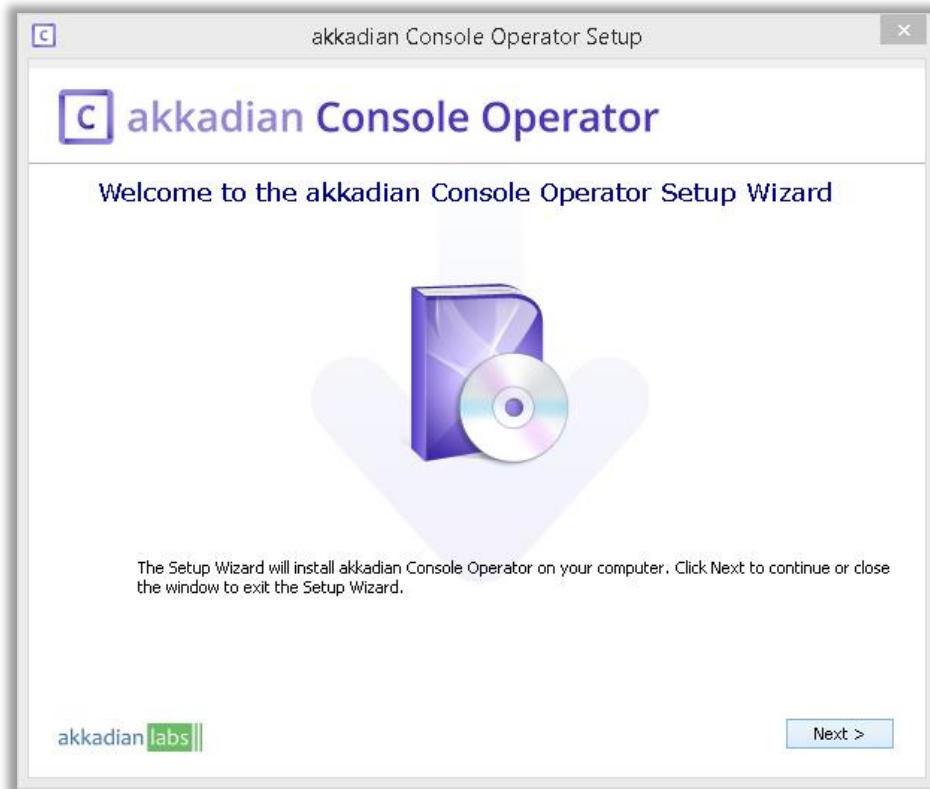 C
akkadian Console Operator Setup
×
C akkadian Console Operator
Welcome to the akkadian Console Operator Setup Wizard
The Setup Wizard will install akkadian Console Operator on your computer. Click Next to continue or close
the window to exit the Setup Wizard.
akkadian labs
Next >